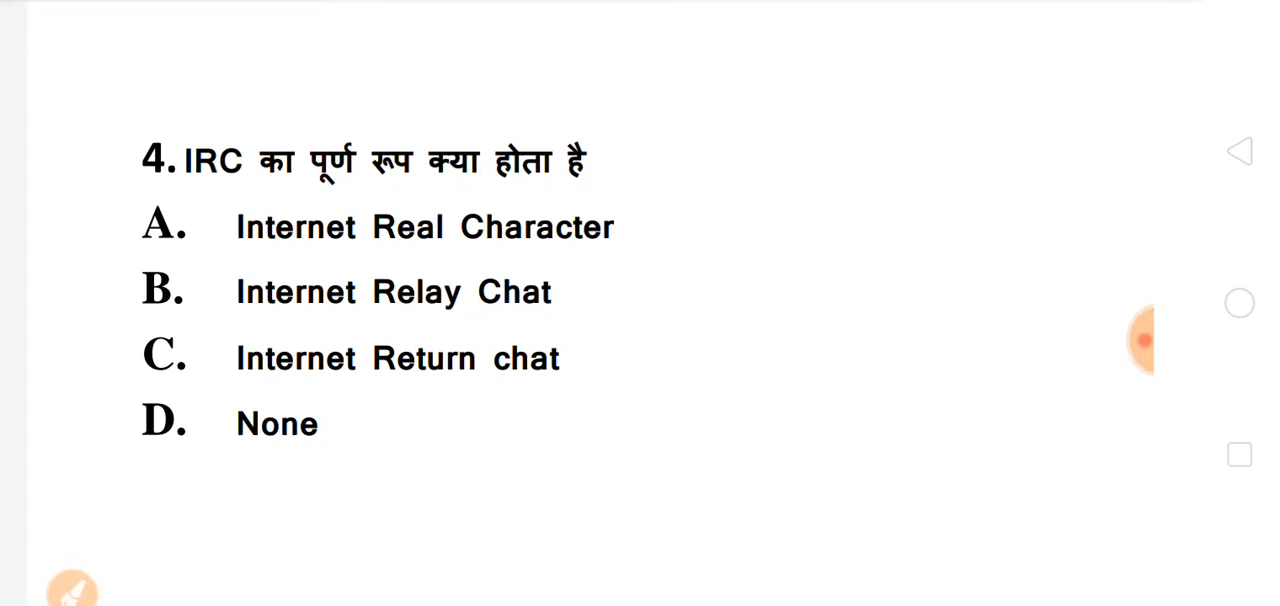 4. IRC का पूर्ण रूप क्या होता है
A. Internet Real Character
B. Internet Relay Chat
C. Internet Return chat
D. None